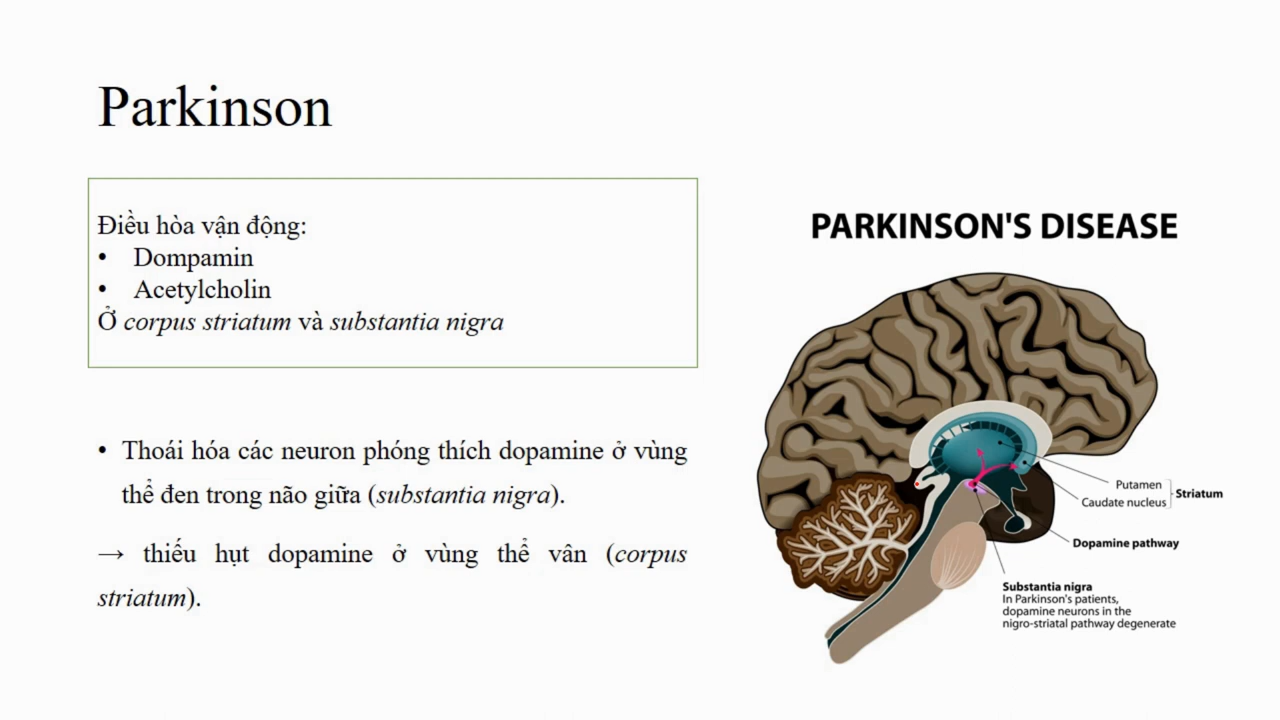 Parkinson
Điều hòa vận động:
• Dompamin
• Acetylcholin
Ở corpus striatum và substantia nigra
• Thoái hóa các neuron phóng thích dopamine ở vùng
thể đen trong não giữa (substantia nigra).
→ thiếu hụt dopamine ở vùng thể vân (corpus
striatum).
PARKINSON'S DISEASE
Putamen
Caudate nucleus
Striatum
Dopamine pathway
Substantia nigra
In Parkinson's patients,
dopamine neurons in the
nigro-striatal pathway degenerate